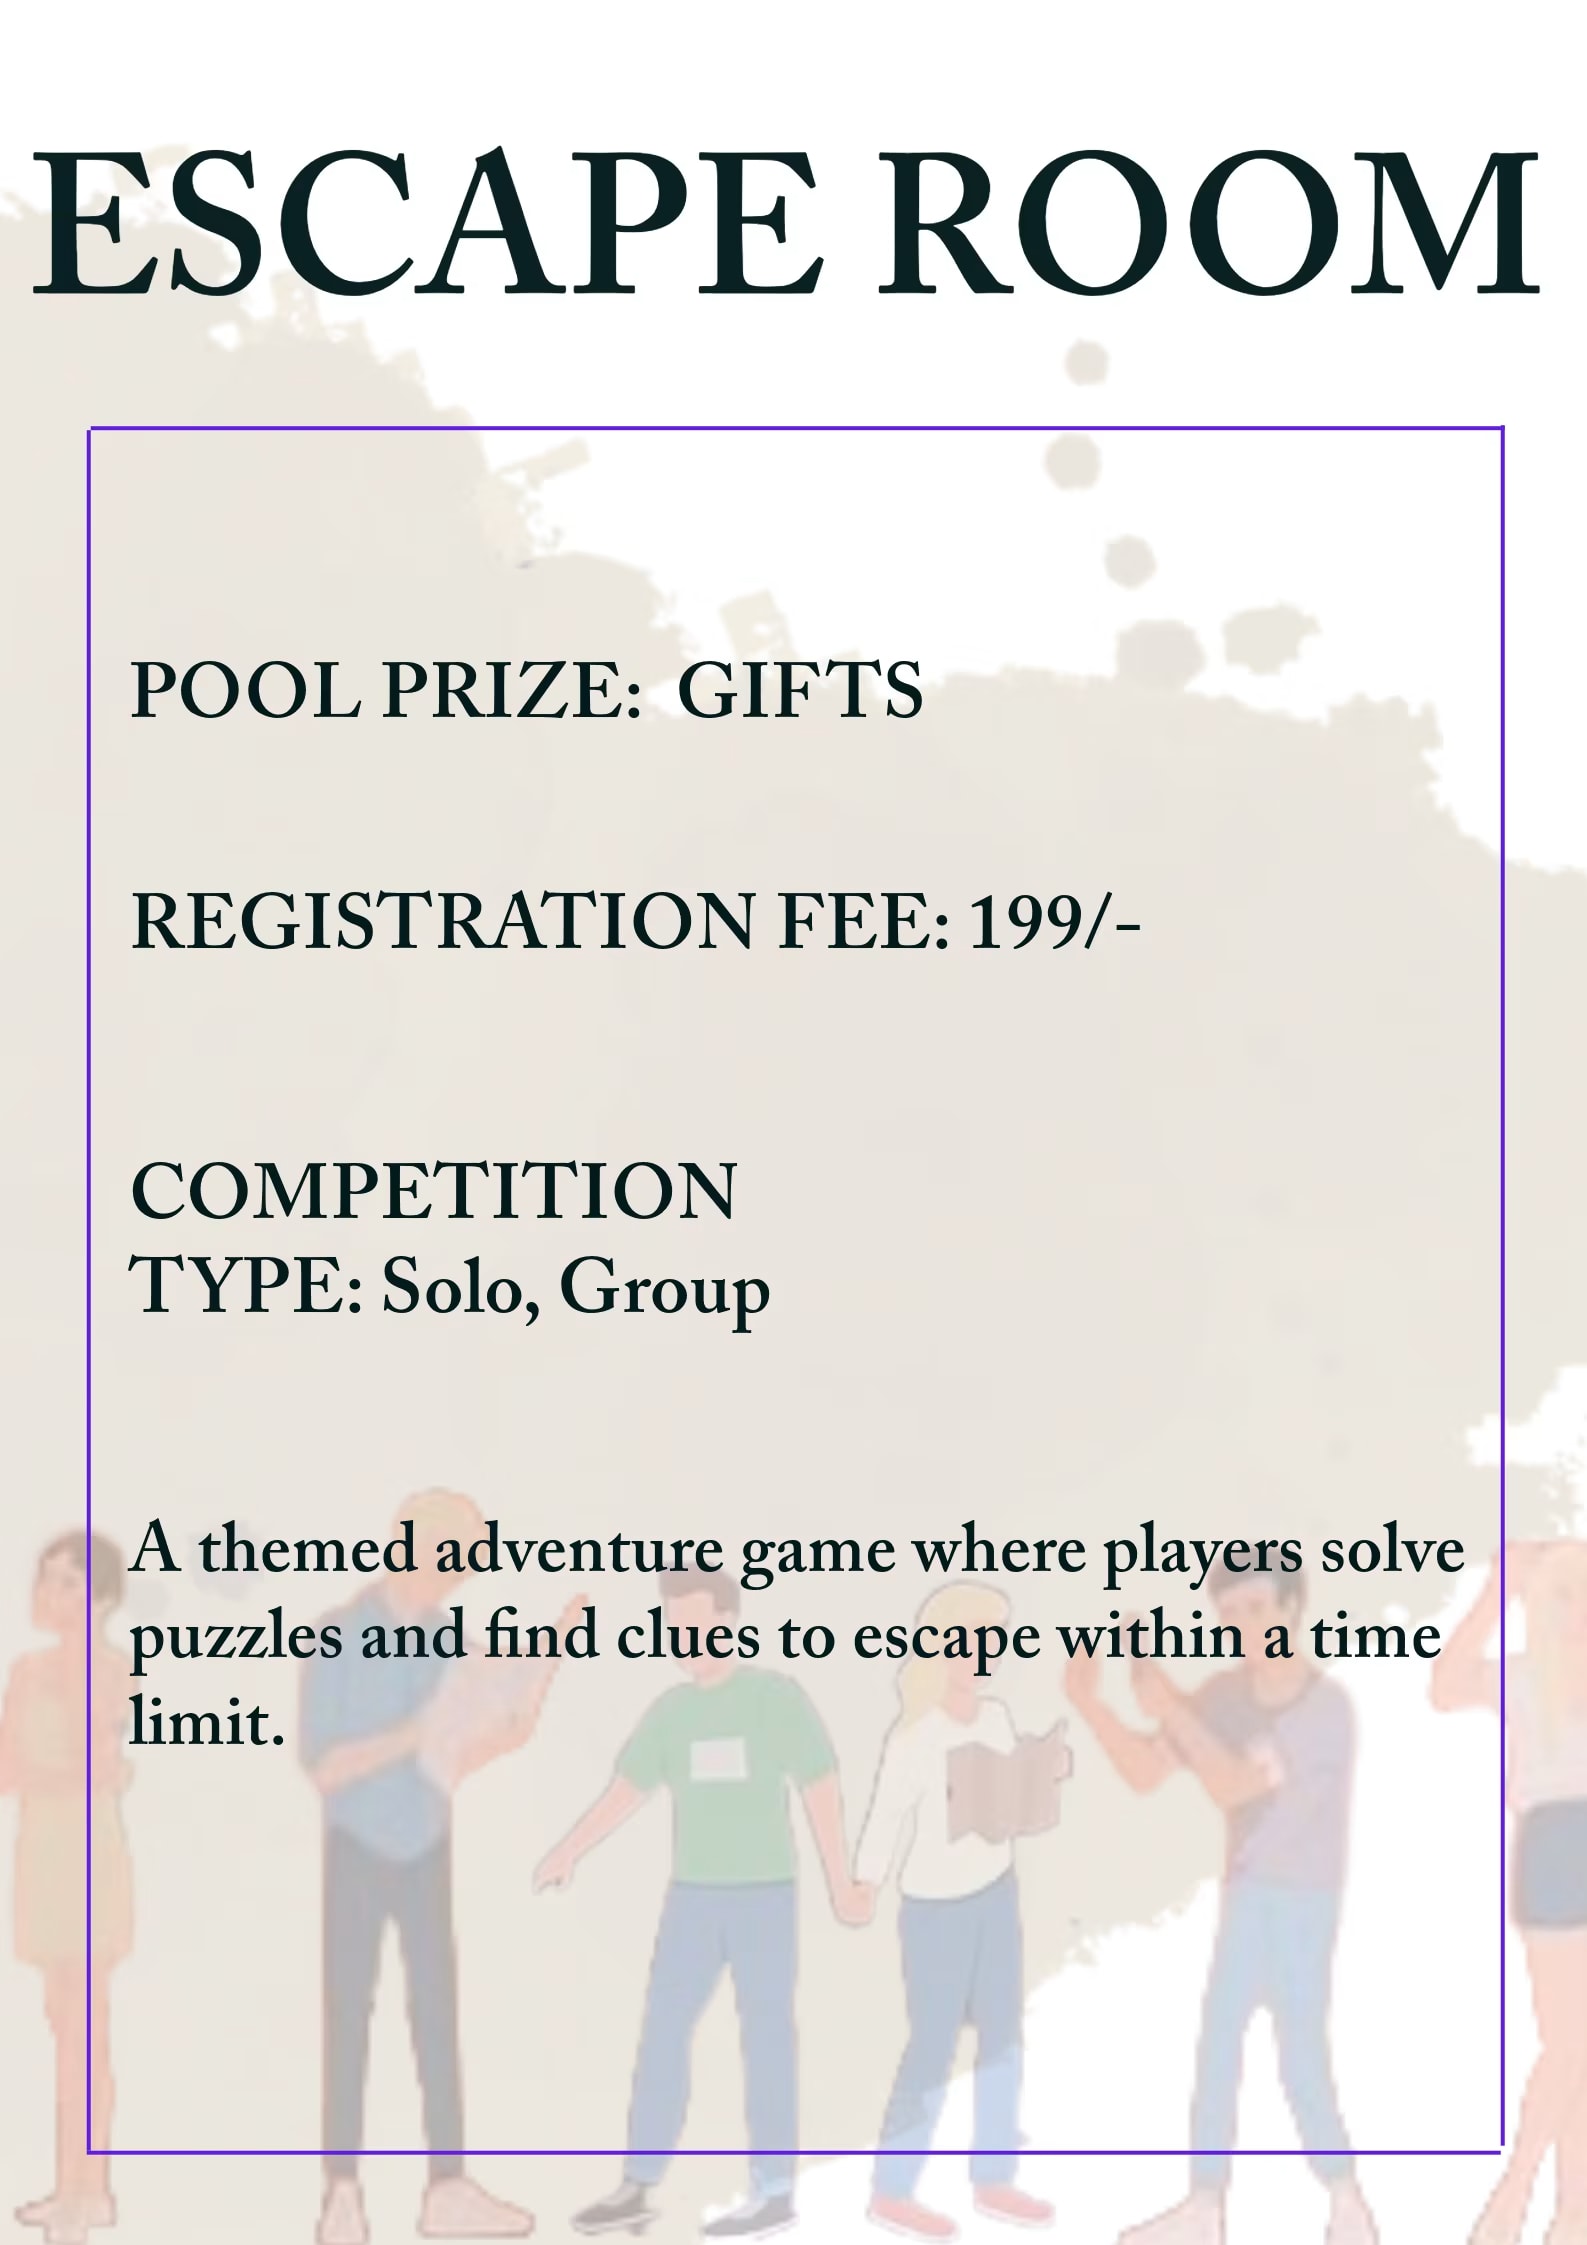 ESCAPE ROOM
POOL PRIZE: GIFTS
REGISTRATION FEE: 199/-
COMPETITION
TYPE: Solo, Group
A themed adventure game where players solve
puzzles and find clues to escape within a time
limit.